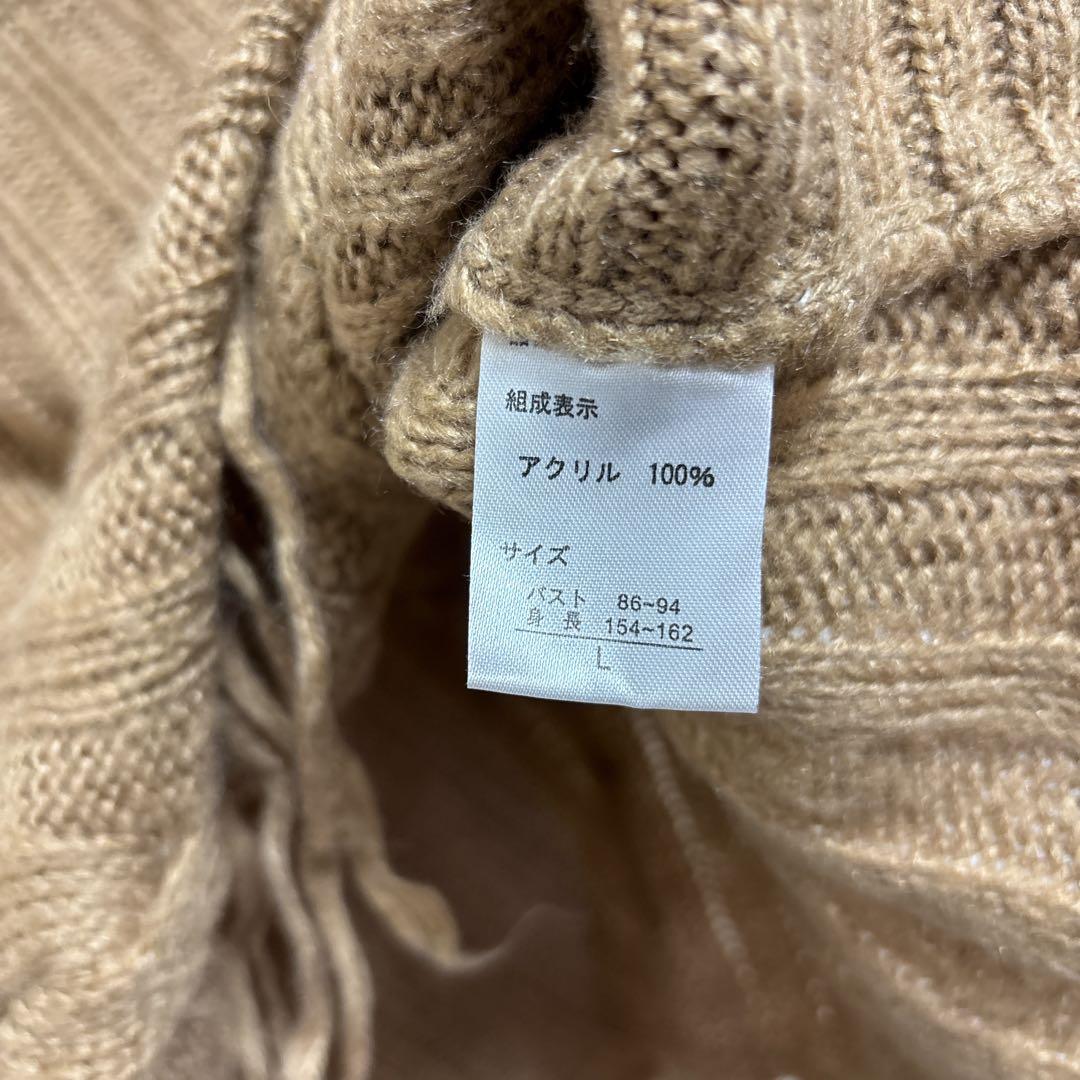 組成表示
アクリル 100%
サイズ
バスト 86~94
身 長 154~162
L